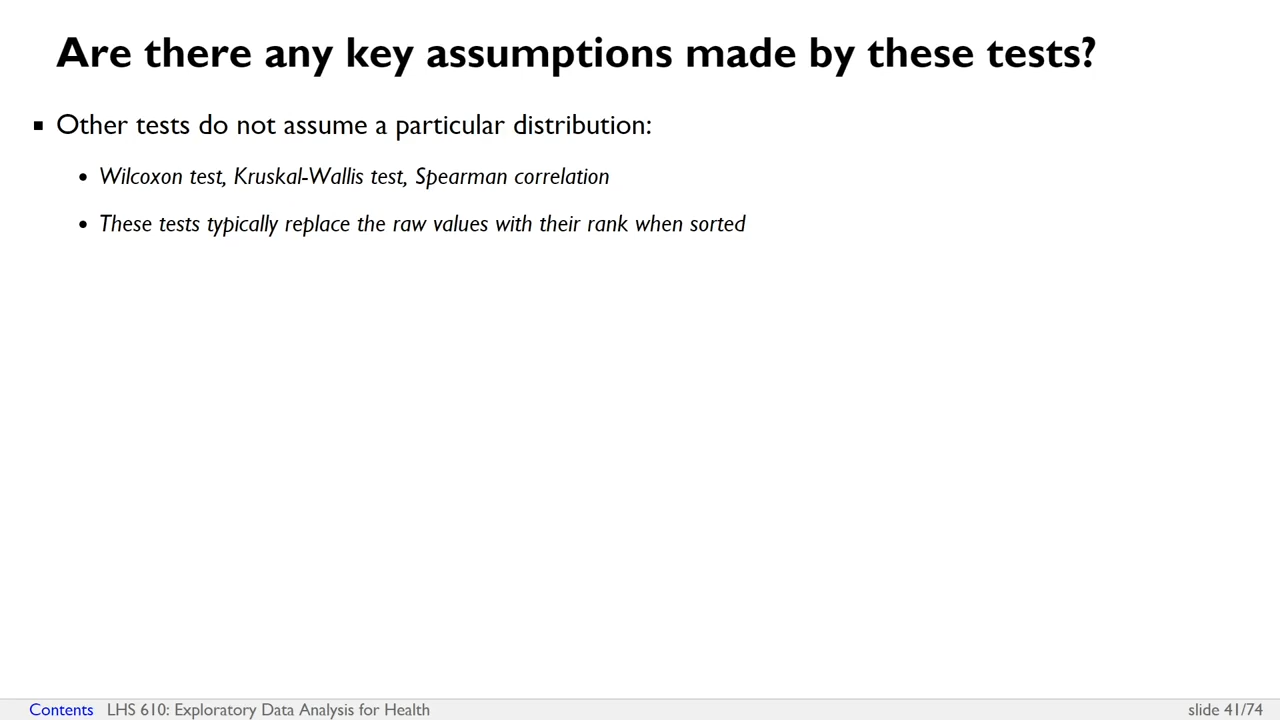 Are there any key assumptions made by these tests?
Other tests do not assume a particular distribution:
Wilcoxon test, Kruskal-Wallis test, Spearman correlation
These tests typically replace the raw values with their rank when sorted
Contents LHS 610: Exploratory Data Analysis for Health slide 41/74